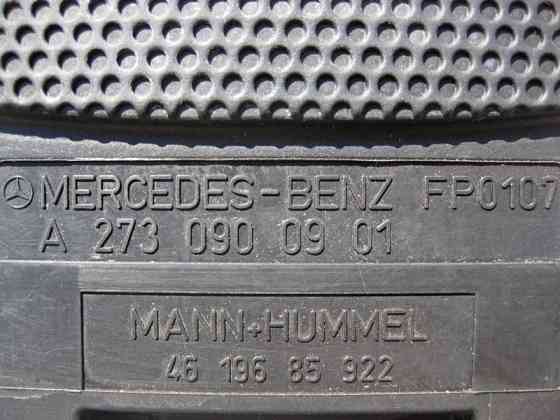 MERCEDES-BENZ FP0107
A 273 090 09 01
MANN+HUMMEL
46 196 85 922